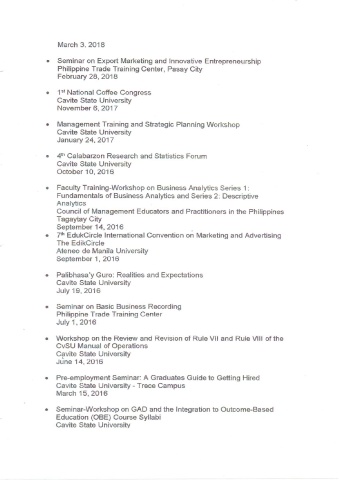 March 3, 2018
• Seminar on Export Marketing and Innovative Entrepreneurship
Philippine Trade Training Center, Pasay City
February 28, 2018
• 1st National Coffee Congress
Cavite State University
November 6, 2017
• Management Training and Strategic Planning Workshop
Cavite State University
January 24, 2017
• 4th Calabarzon Research and Statistics Forum
Cavite State University
October 10, 2016
• Faculty Training-Workshop on Business Analytics Series 1:
Fundamentals of Business Analytics and Series 2: Descriptive
Analytics
Council of Management Educators and Practitioners in the Philippines
Tagaytay City
September 14, 2016
• 7th EdukCircle International Convention on Marketing and Advertising
The EdikCircle
Ateneo de Manila University
September 1, 2016
• Palibhasa'y Guro: Realities and Expectations
Cavite State University
July 19, 2016
• Seminar on Basic Business Recording
Philippine Trade Training Center
July 1, 2016
• Workshop on the Review and Revision of Rule VII and Rule VIII of the
CvSU Manual of Operations
Cavite State University
June 14, 2016
• Pre-employment Seminar: A Graduates Guide to Getting Hired
Cavite State University - Trece Campus
March 15, 2016
• Seminar-Workshop on GAD and the Integration to Outcome-Based
Education (OBE) Course Syllabi
Cavite State University